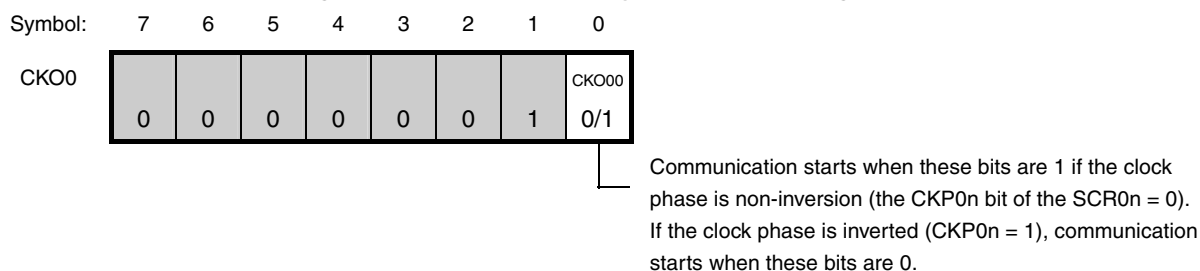 Symbol: 7 6 5 4 3 2 1 0
CKO0 CKO00
0 0 0 0 0 0 1 0/1
Communication starts when these bits are 1 if the clock
phase is non-inversion (the CKP0n bit of the SCR0n = 0).
If the clock phase is inverted (CKP0n = 1), communication
starts when these bits are 0.